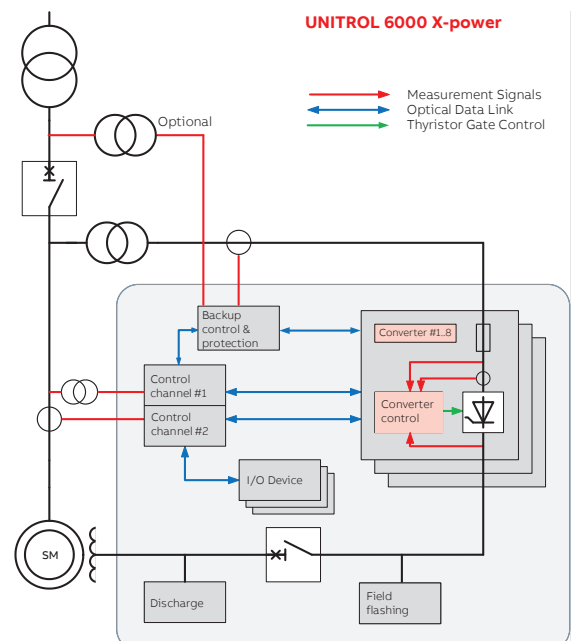 UNITROL 6000 X-power
Measurement Signals
Optical Data Link
Thyristor Gate Control
Optional
Backup
control &
protection
Converter #1..8
Control
channel #1
Control
channel #2
Converter
control
I/O Device
SM
Discharge
Field
flashing